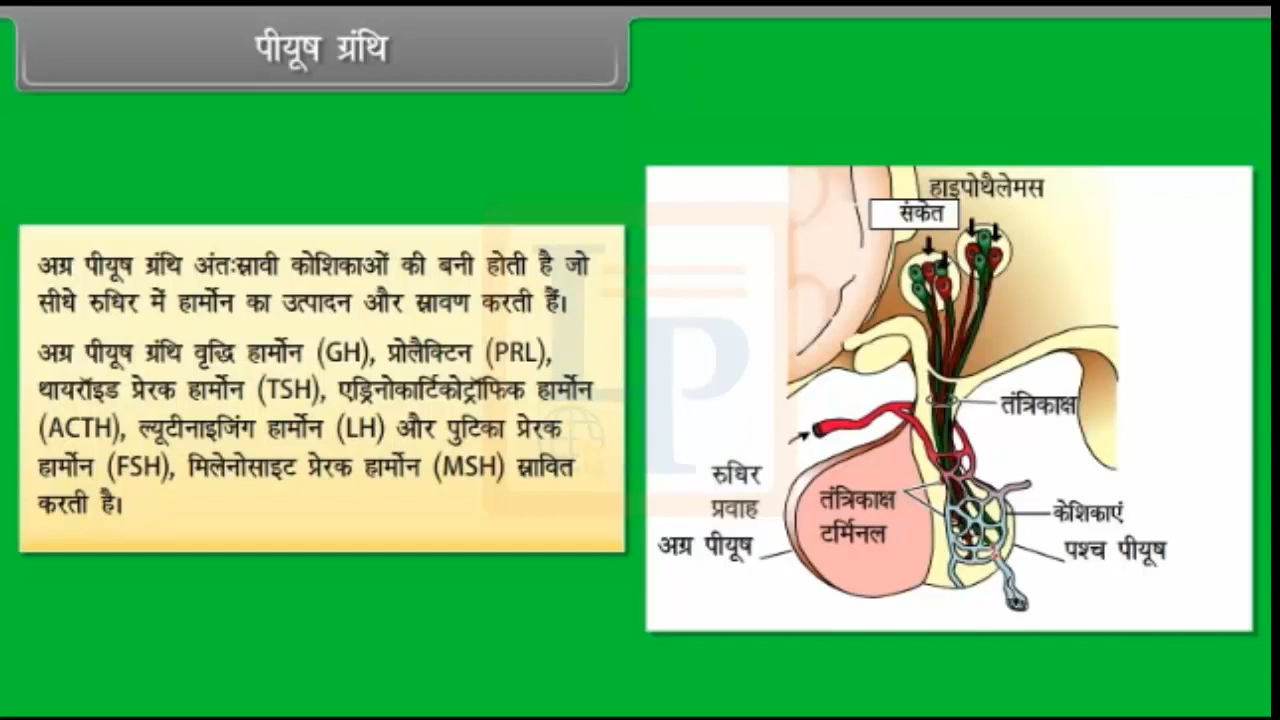 पीयूष ग्रंथि
अग्र पीयूष ग्रंथि अंतःस्रावी कोशिकाओं की बनी होती है जो
सीधे रुधिर में हार्मोन का उत्पादन और स्रावण करती हैं।
अग्र पीयूष ग्रंथि वृद्धि हार्मोन (GH), प्रोलैक्टिन (PRL),
थायरॉइड प्रेरक हार्मोन (TSH), एड्रिनोकार्टिकोट्रॉफिक हार्मोन
(ACTH), ल्यूटीनाइजिंग हार्मोन (LH) और पुटिका प्रेरक
हार्मोन (FSH), मिलेनोसाइट प्रेरक हार्मोन (MSH) स्रावित
करती है।
हाइपोथैलेमस
संकेत
तंत्रिकाक्ष
रुधिर
प्रवाह
तंत्रिकाक्ष
टर्मिनल
केशिकाएं
अग्र पीयूष
पश्च पीयूष
LP